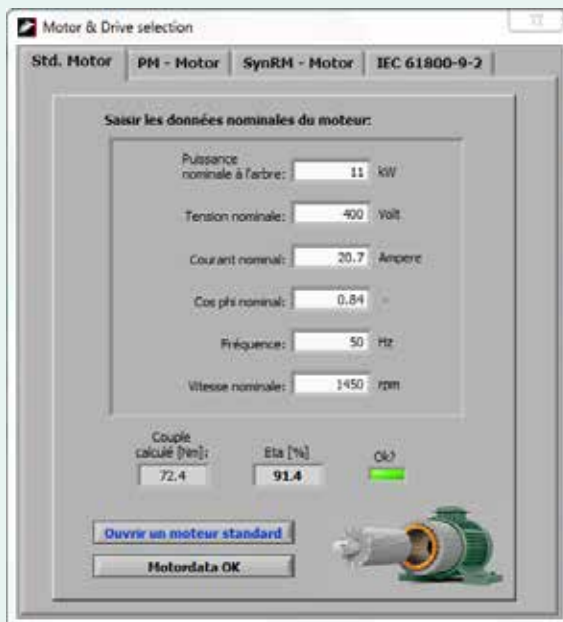 Motor & Drive selection
Std. Motor PM - Motor SynRM - Motor IEC 61800-9-2
Saisir les données nominales du moteur:
Puissance
nominale à l'arbre: 11 kW
Tension nominale: 400 Volt
Courant nominal: 20.7 Ampere
Cos phi nominal: 0.84 -
Fréquence: 50 Hz
Vitesse nominale: 1450 rpm
Couple
calculé [Nm]: Eta [%] Ok?
72.4 91.4
Ouvrir un moteur standard
Motordata OK